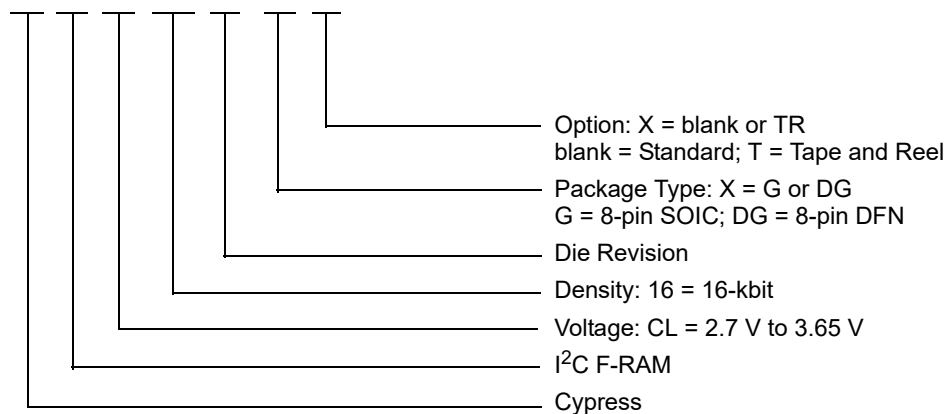 Option: X = blank or TR
blank = Standard; T = Tape and Reel
Package Type: X = G or DG
G = 8-pin SOIC; DG = 8-pin DFN
Die Revision
Density: 16 = 16-kbit
Voltage: CL = 2.7 V to 3.65 V
I²C F-RAM
Cypress